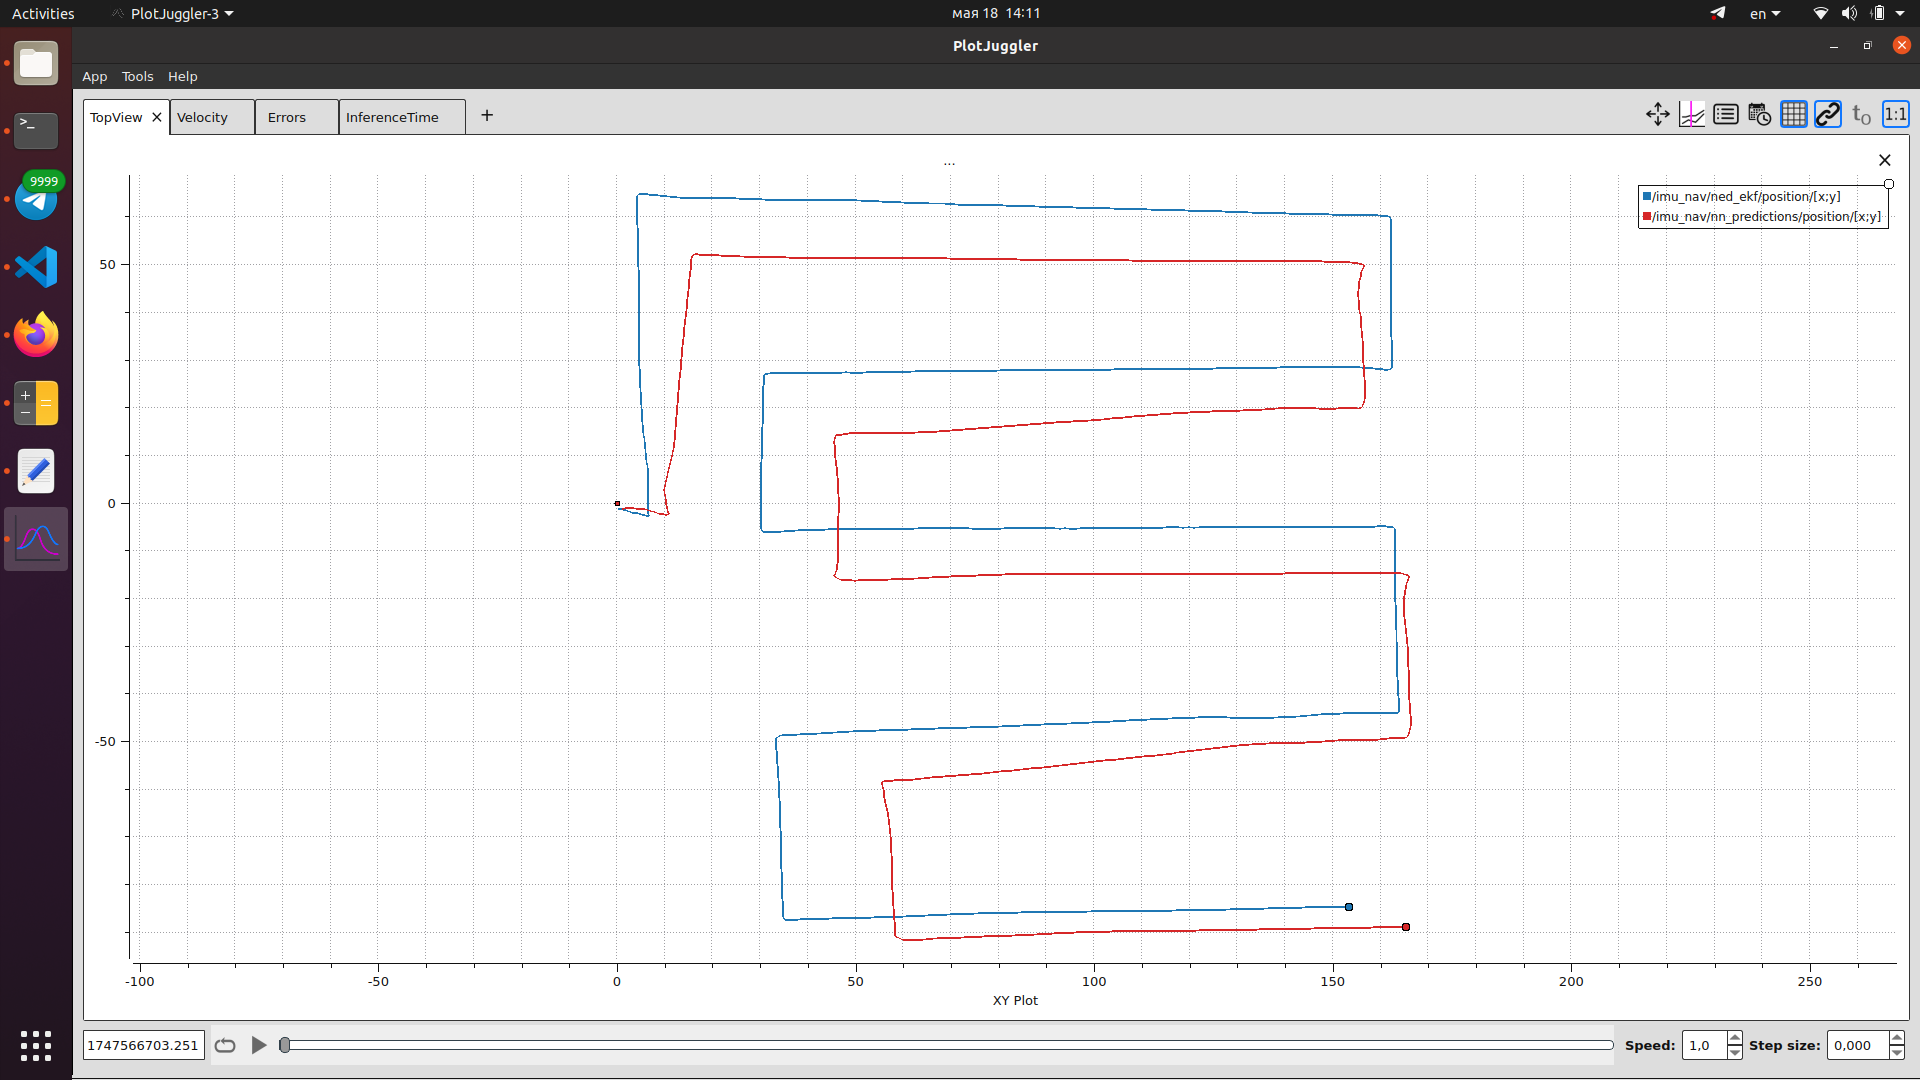 Activities
PlotJuggler-3
мая 18 14:11
en
PlotJuggler
App Tools Help
9999
TopView
Velocity
Errors
InferenceTime
+
t0
1:1
...
/imu_nav/ned_ekf/position/[x;y]
/imu_nav/nn_predictions/position/[x;y]
50
0
-50
-100 -50 0 50 100 150 200 250
XY Plot
1747566703.251
Speed: 1,0 Step size: 0,000